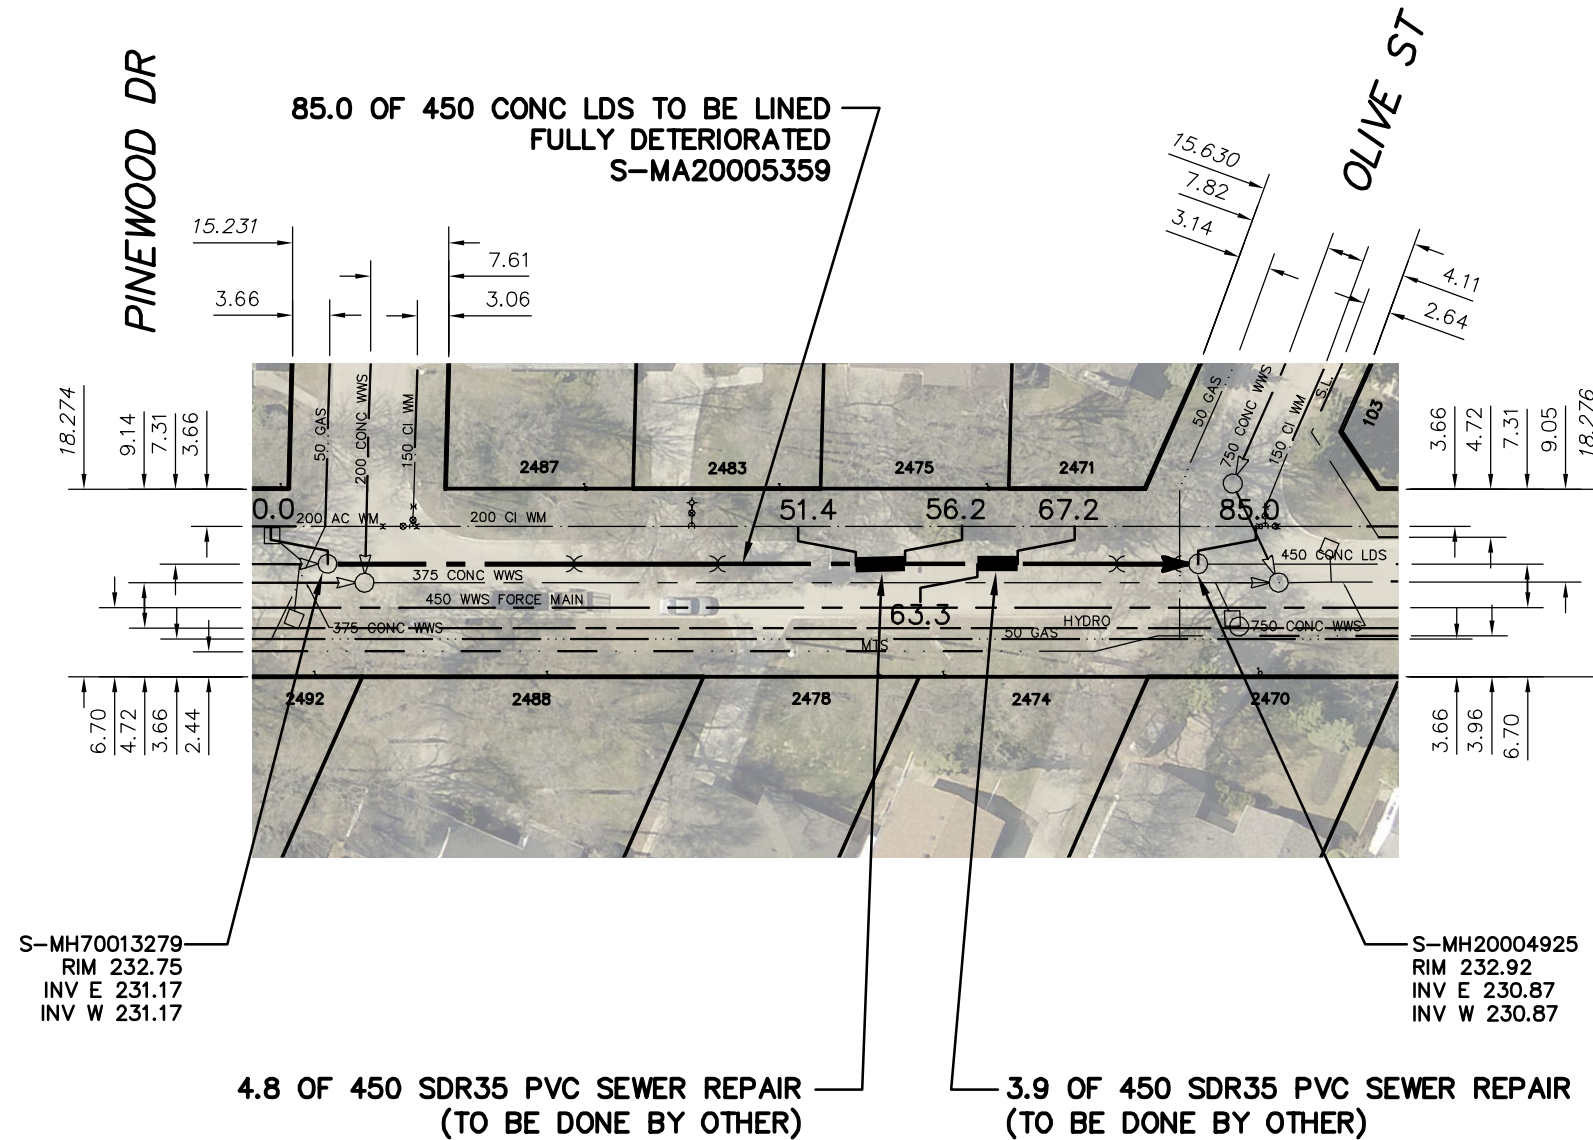 PINEWOOD DR
OLIVE ST
85.0 OF 450 CONC LDS TO BE LINED
FULLY DETERIORATED
S-MA20005359
15.231
7.61
3.66
3.06
15.630
7.82
3.14
4.11
2.64
18.274
9.14
7.31
3.66
3.66
4.72
7.31
9.05
18.276
50 GAS
200 CONC WWS
150 CI WM
50 GAS
750 CONC WWS
150 CI WM
S.L.
103
2487
2483
2475
2471
0.0
200 AC WM
200 CI WM
51.4
56.2
67.2
85.0
450 CONC LDS
375 CONC WWS
450 WWS FORCE MAIN
63.3
HYDRO
375 CONC WWS
50 GAS
750 CONC WWS
MTS
2492
2488
2478
2474
2470
6.70
4.72
3.66
2.44
3.66
3.96
6.70
S-MH70013279
RIM 232.75
INV E 231.17
INV W 231.17
S-MH20004925
RIM 232.92
INV E 230.87
INV W 230.87
4.8 OF 450 SDR35 PVC SEWER REPAIR
(TO BE DONE BY OTHER)
3.9 OF 450 SDR35 PVC SEWER REPAIR
(TO BE DONE BY OTHER)